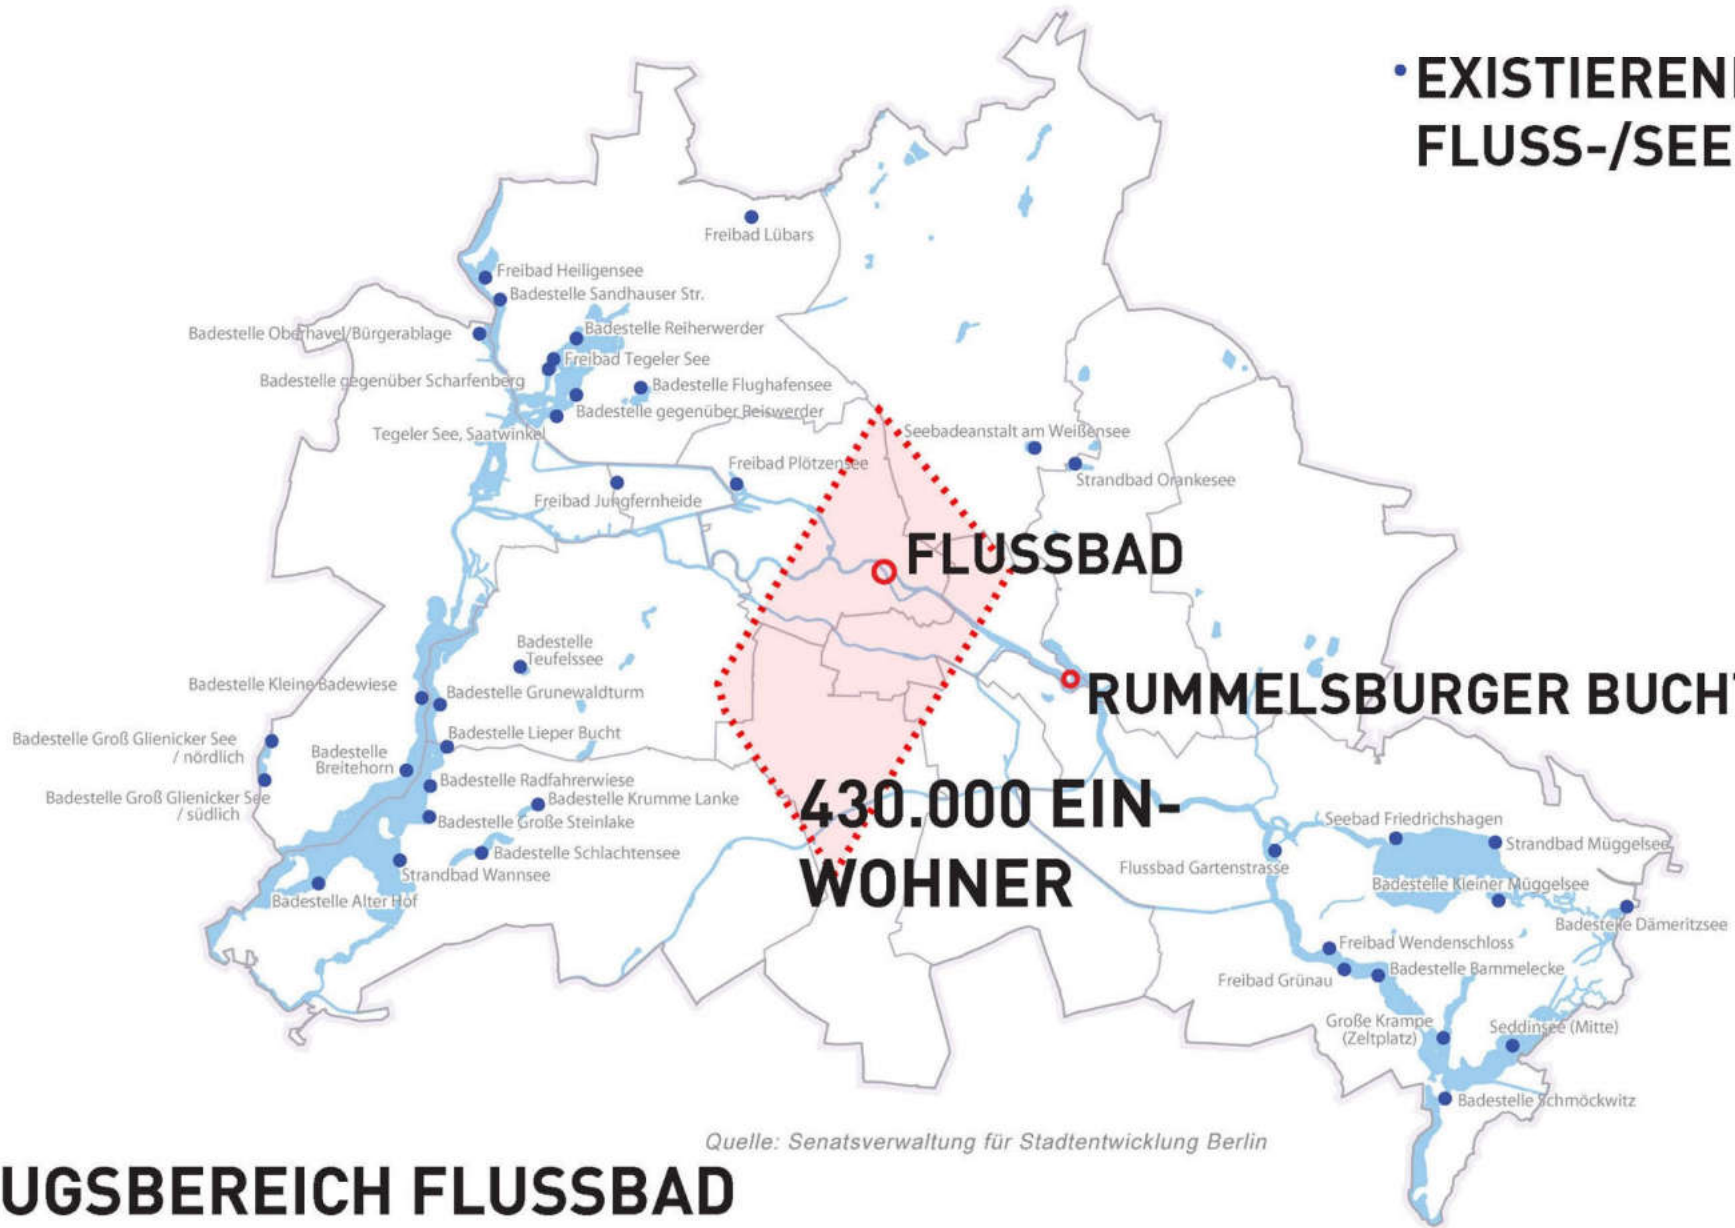 EXISTIEREN
FLUSS-/SEE
Freibad Lübars
Freibad Heiligensee
Badestelle Sandhauser Str.
Badestelle Oberhavel/Bürgerablage
Badestelle Reiherwerder
Freibad Tegeler See
Badestelle gegenüber Scharfenberg
Badestelle Flughafensee
Badestelle gegenüber Reiswerder
Tegeler See, Saatwinkel
Seebadeanstalt am Weißensee
Freibad Plötzensee
Strandbad Orankesee
Freibad Jungfernheide
FLUSSBAD
Badestelle
Teufelssee
Badestelle Kleine Badewiese
Badestelle Grunewaldturm
RUMMELSBURGER BUCHT
Badestelle Lieper Bucht
Badestelle Groß Glienicker See
/ nördlich
Badestelle
Breitehorn
Badestelle Radfahrerwiese
Badestelle Groß Glienicker See
/ südlich
Badestelle Krumme Lanke
430.000 EIN-
WOHNER
Badestelle Große Steinlake
Badestelle Schlachtensee
Strandbad Wannsee
Badestelle Alter Hof
Seebad Friedrichshagen
Strandbad Müggelsee
Flussbad Gartenstrasse
Badestelle Kleiner Müggelsee
Badestelle Dämeritzsee
Freibad Wendenschloss
Badestelle Bammelecke
Freibad Grünau
Große Krampe
(Zeltplatz)
Seddinsee (Mitte)
Badestelle Schmöckwitz
Quelle: Senatsverwaltung für Stadtentwicklung Berlin
UGSBEREICH FLUSSBAD